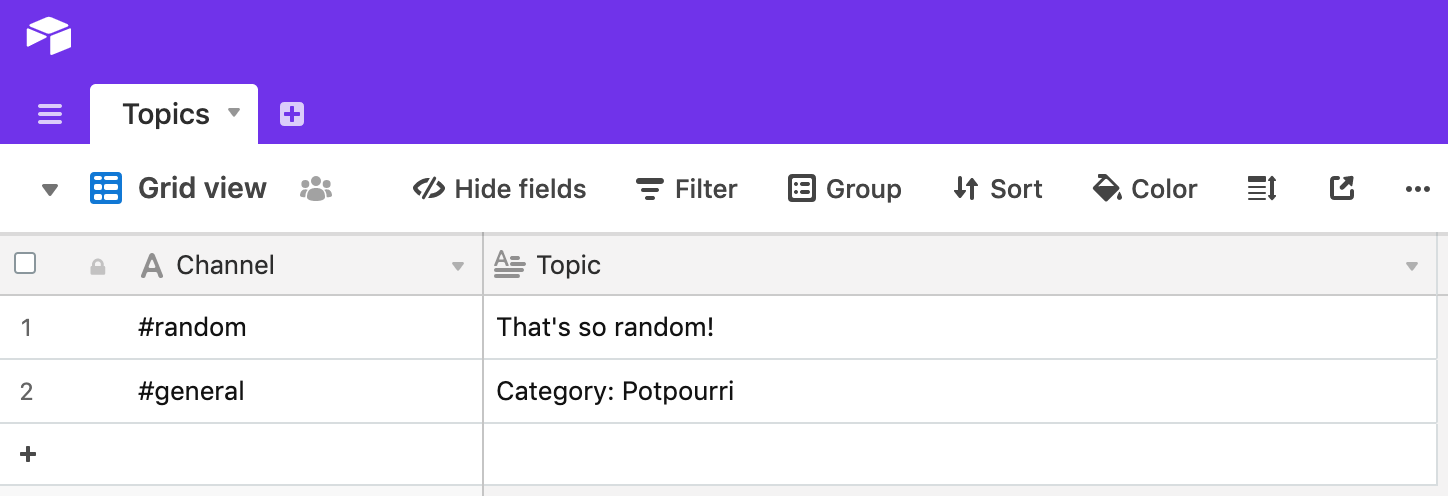 Topics
Grid view Hide fields Filter Group Sort Color
Channel Topic
1 #random That's so random!
2 #general Category: Potpourri